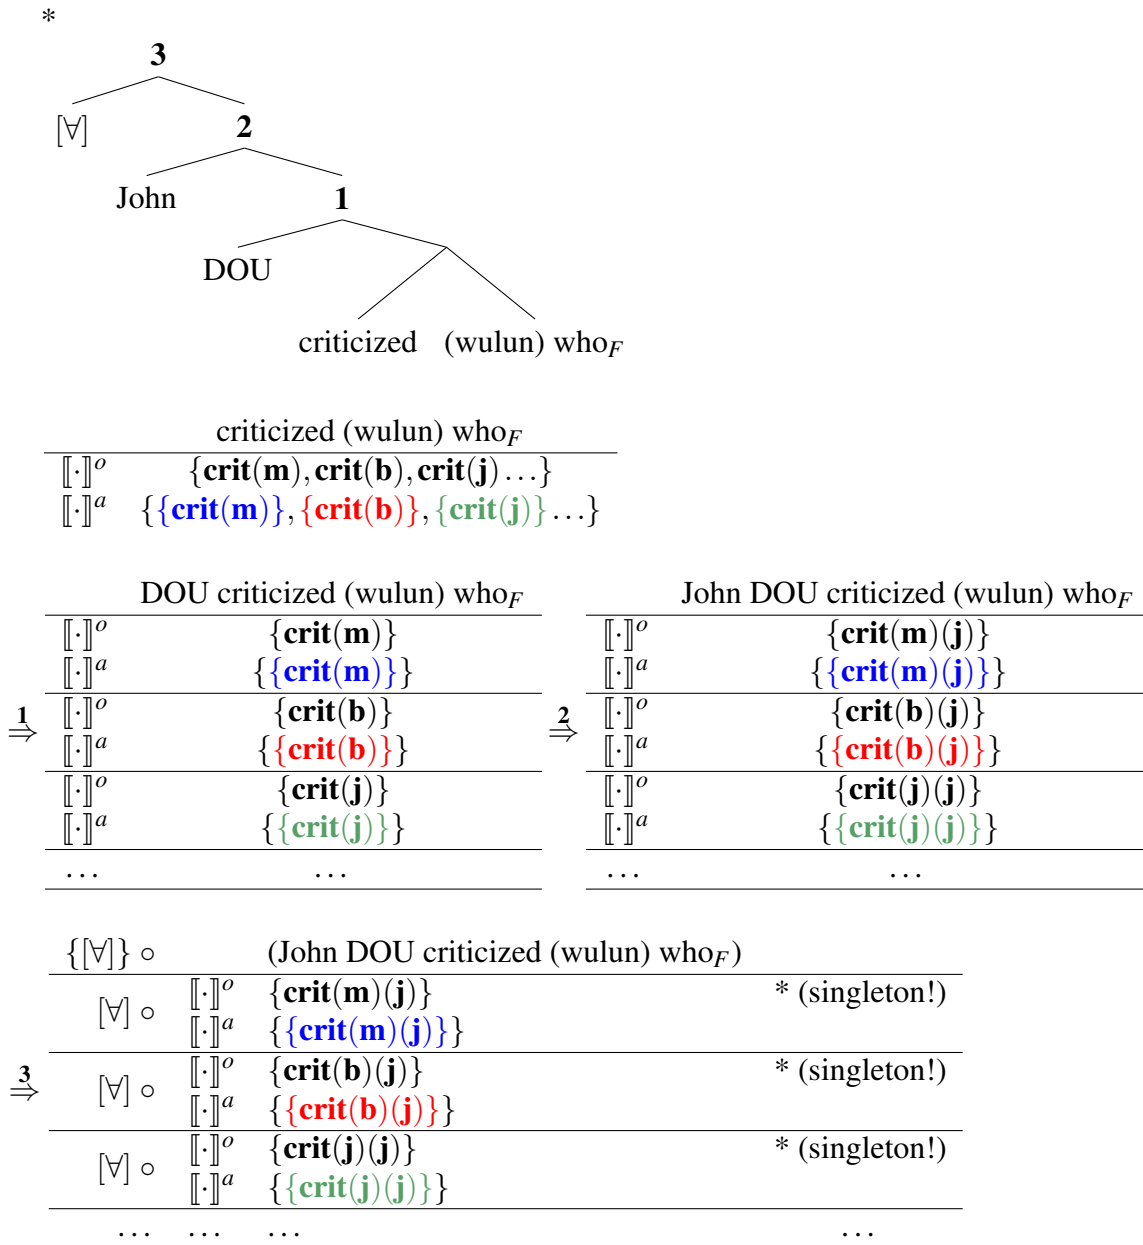 *
3
[∀] 2
John 1
DOU
criticized (wulun) who_F
criticized (wulun) who_F
⟦·⟧^o {crit(m), crit(b), crit(j) …}
⟦·⟧^a {{crit(m)}, {crit(b)}, {crit(j)} …}
DOU criticized (wulun) who_F
⟦·⟧^o {crit(m)}
⟦·⟧^a {{crit(m)}}
1 ⇒ ⟦·⟧^o {crit(b)}
⟦·⟧^a {{crit(b)}}
⟦·⟧^o {crit(j)}
⟦·⟧^a {{crit(j)}}
… …
John DOU criticized (wulun) who_F
⟦·⟧^o {crit(m)(j)}
⟦·⟧^a {{crit(m)(j)}}
2 ⇒ ⟦·⟧^o {crit(b)(j)}
⟦·⟧^a {{crit(b)(j)}}
⟦·⟧^o {crit(j)(j)}
⟦·⟧^a {{crit(j)(j)}}
… …
{[∀]} ∘ (John DOU criticized (wulun) who_F)
[∀] ∘ ⟦·⟧^o {crit(m)(j)} * (singleton!)
⟦·⟧^a {{crit(m)(j)}}
3 ⇒ [∀] ∘ ⟦·⟧^o {crit(b)(j)} * (singleton!)
⟦·⟧^a {{crit(b)(j)}}
[∀] ∘ ⟦·⟧^o {crit(j)(j)} * (singleton!)
⟦·⟧^a {{crit(j)(j)}}
… … … …